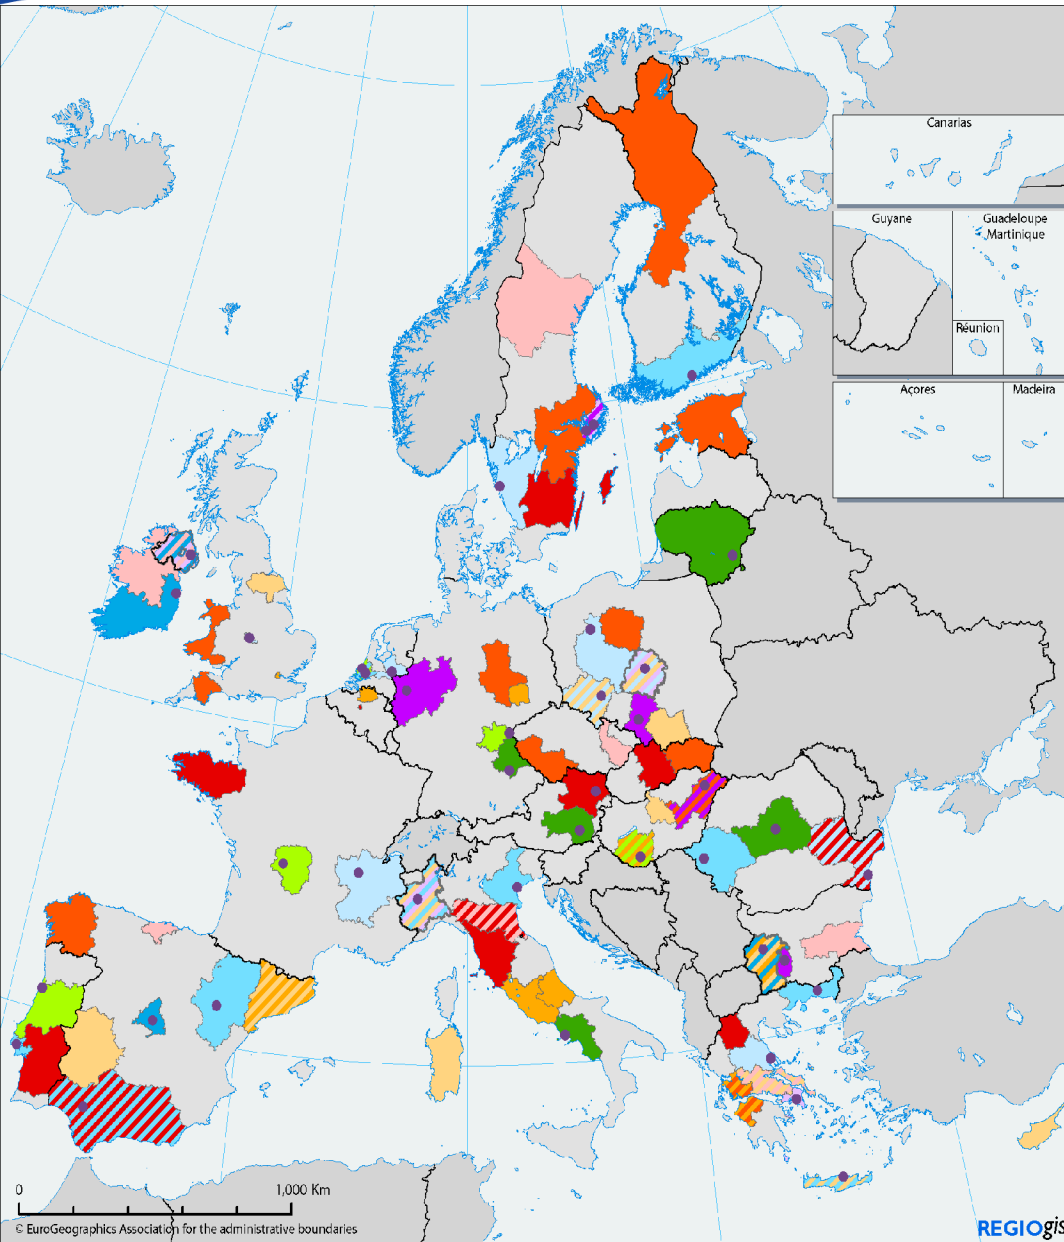 Canarias
Guyane
Guadeloupe
Martinique
Réunion
Açores
Madeira
0
1,000 Km
© EuroGeographics Association for the administrative boundaries
REGIOgis